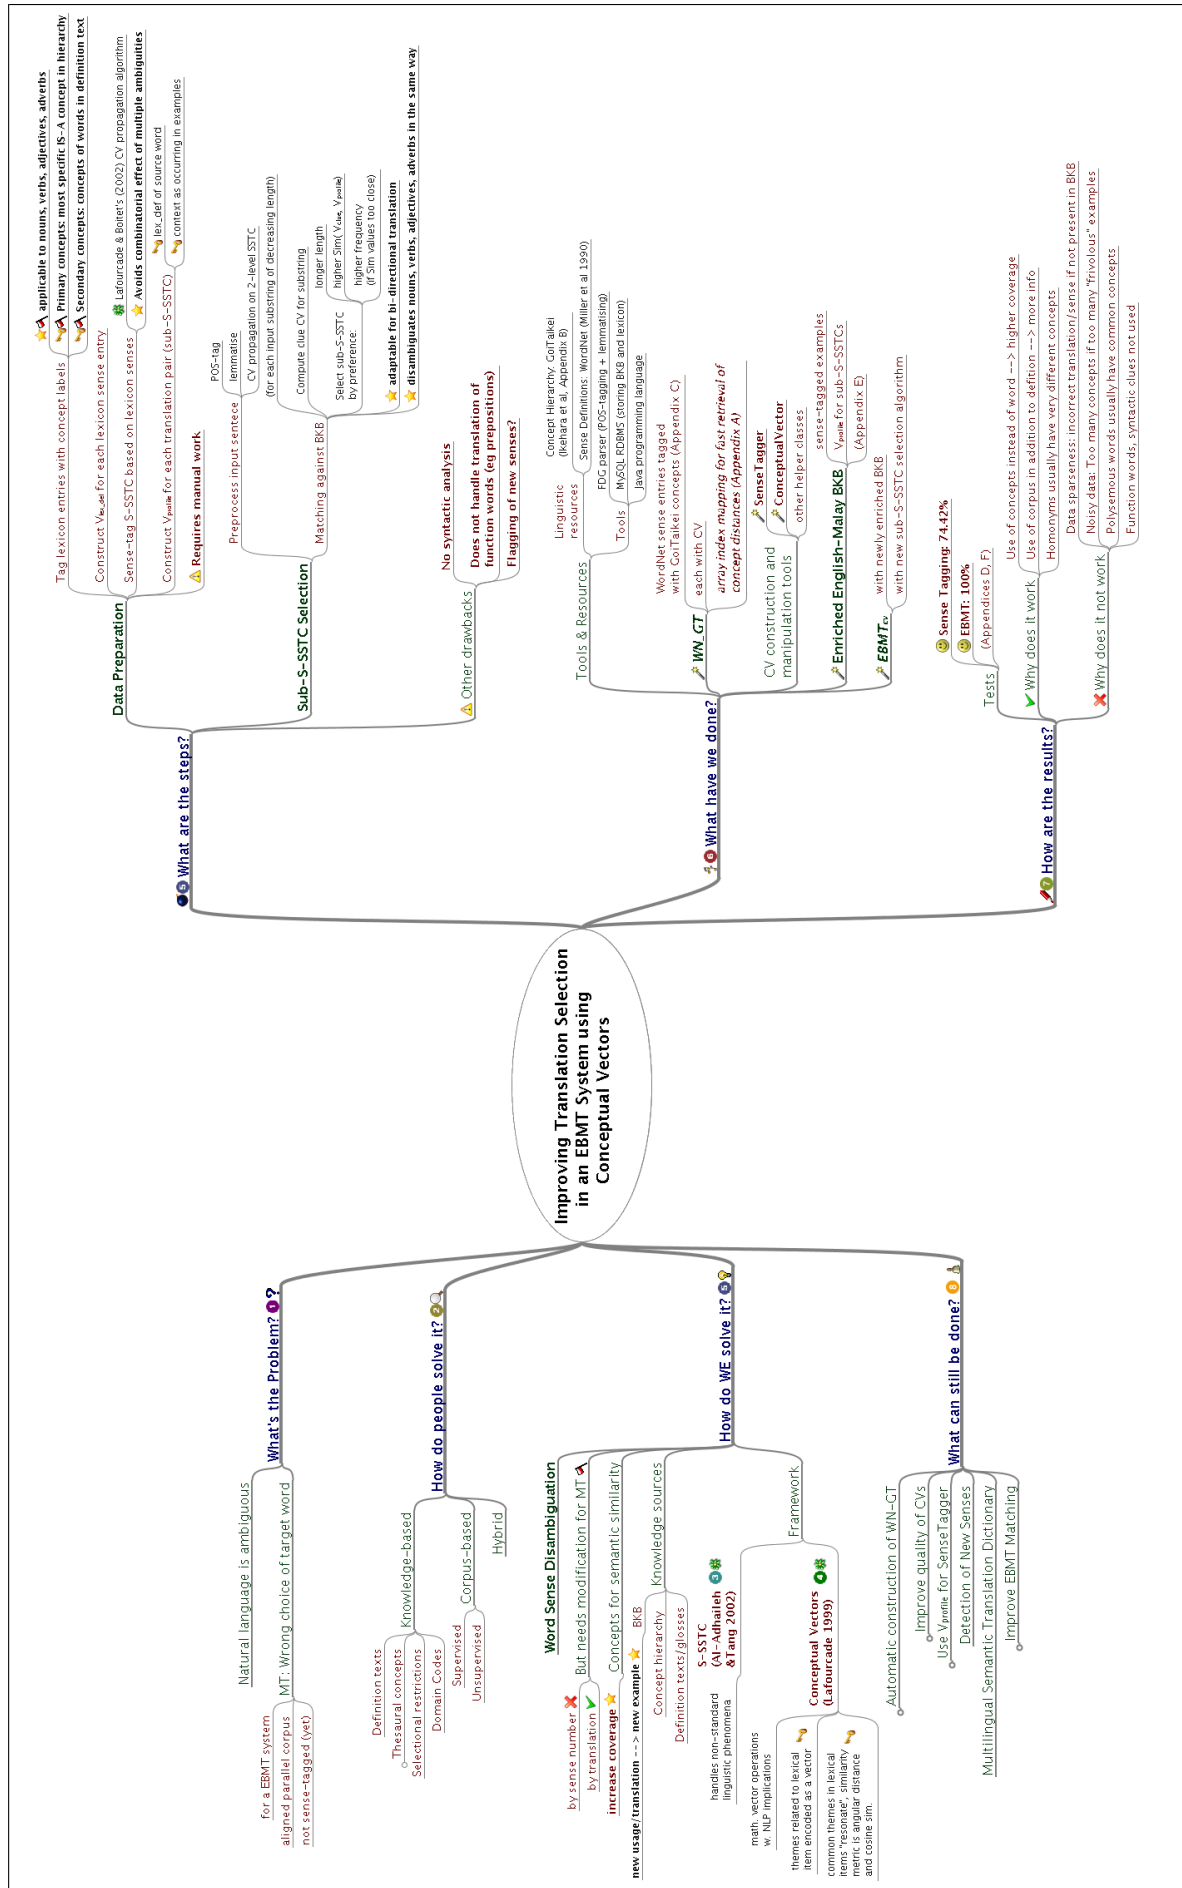 Improving Translation Selection
in an EBMT System using
Conceptual Vectors
What's the Problem? 1
Natural language is ambiguous
MT: Wrong choice of target word
for a EBMT system
aligned parallel corpus
not sense-tagged (yet)
How do people solve it? 2
Knowledge-based
Definition texts
Thesaural concepts
Selectional restrictions
Domain Codes
Corpus-based
Supervised
Unsupervised
Hybrid
How do WE solve it? 5
Word Sense Disambiguation
But needs modification for MT
by sense number
by translation
Concepts for semantic similarity
increase coverage
Knowledge sources
BKB
new usage/translation --> new example
Concept hierarchy
Definition texts/glosses
Framework
S-SSTC
(Al-Adhaileh
&Tang 2002)
3
handles non-standard
linguistic phenomena
Conceptual Vectors
(Lafourcade 1999)
4
math. vector operations
w. NLP implications
themes related to lexical
item encoded as a vector
common themes in lexical
items "resonate", similarity
metric is angular distance
and cosine sim.
What can still be done? 8
Automatic construction of WN-GT
Improve quality of CVs
Use Vprofile for SenseTagger
Detection of New Senses
Multilingual Semantic Translation Dictionary
Improve EBMT Matching
5 What are the steps?
Data Preparation
Tag lexicon entries with concept labels
applicable to nouns, verbs, adjectives, adverbs
Primary concepts: most specific IS-A concept in hierarchy
Secondary concepts: concepts of words in definition text
Construct Vlex_def for each lexicon sense entry
Sense-tag S-SSTC based on lexicon senses
Lafourcade & Boitet's (2002) CV propagation algorithm
Avoids combinatorial effect of multiple ambiguities
Construct Vprofile for each translation pair (sub-S-SSTC)
lex_def of source word
context as occurring in examples
Requires manual work
Sub-S-SSTC Selection
Preprocess input sentece
POS-tag
lemmatise
CV propagation on 2-level SSTC
Matching against BKB
(for each input substring of decreasing length)
Compute clue CV for substring
Select sub-S-SSTC
by preference:
longer length
higher Sim( Vclue, Vprofile)
higher frequency
(if Sim values too close)
adaptable for bi-directional translation
disambiguates nouns, verbs, adjectives, adverbs in the same way
Other drawbacks
No syntactic analysis
Does not handle translation of
function words (eg prepositions)
Flagging of new senses?
6 What have we done?
Tools & Resources
Linguistic
resources
Concept Hierarchy: GoiTaikei
(Ikehara et al, Appendix B)
Sense Definitions: WordNet (Miller et al 1990)
Tools
FDG parser (POS-tagging + lemmatising)
MySQL RDBMS (storing BKB and lexicon)
Java programming language
WN_GT
WordNet sense entries tagged
with GoiTaikei concepts (Appendix C)
each with CV
array index mapping for fast retrieval of
concept distances (Appendix A)
CV construction and
manipulation tools
SenseTagger
ConceptualVector
other helper classes
Enriched English-Malay BKB
sense-tagged examples
Vprofile for sub-S-SSTCs
(Appendix E)
EBMTcv
with newly enriched BKB
with new sub-S-SSTC selection algorithm
7 How are the results?
Tests
Sense Tagging: 74.42%
EBMT: 100%
(Appendices D, F)
Why does it work
Use of concepts instead of word --> higher coverage
Use of corpus in addition to defition --> more info
Homonyms usually have very different concepts
Why does it not work
Data sparseness: incorrect translation/sense if not present in BKB
Noisy data: Too many concepts if too many "frivolous" examples
Polysemous words usually have common concepts
Function words, syntactic clues not used